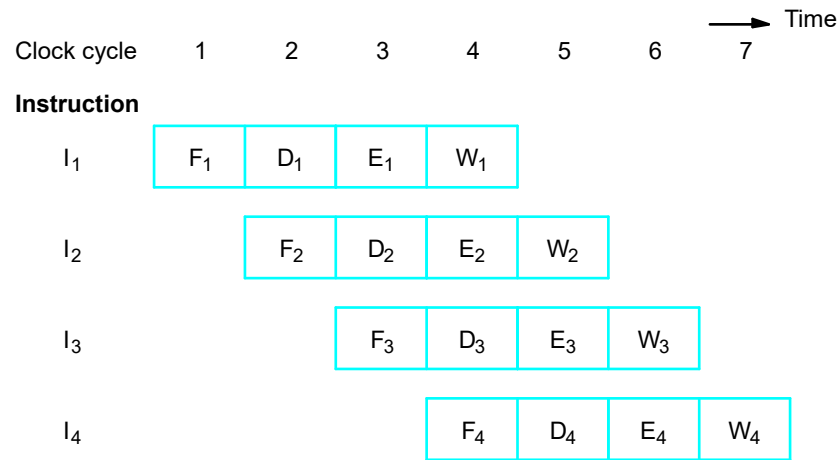 Time
Clock cycle 1 2 3 4 5 6 7
Instruction
I1 F1 D1 E1 W1
I2 F2 D2 E2 W2
I3 F3 D3 E3 W3
I4 F4 D4 E4 W4